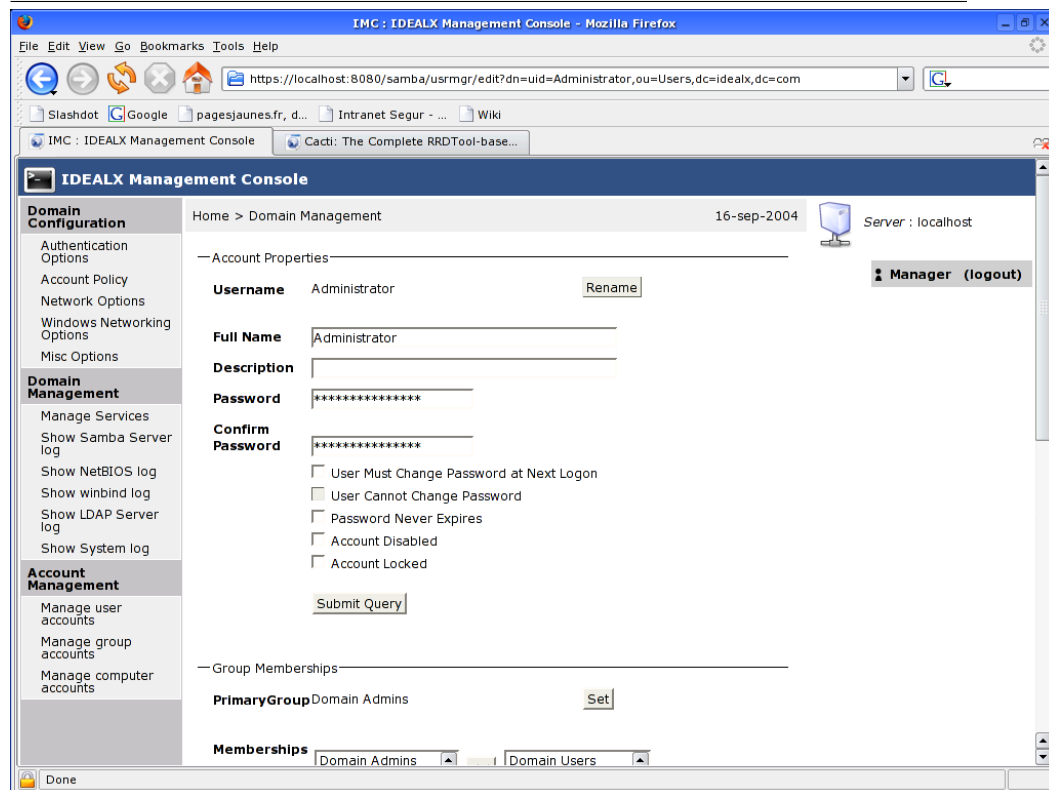 IMC : IDEALX Management Console - Mozilla Firefox
File Edit View Go Bookmarks Tools Help
https://localhost:8080/samba/usrmgr/edit?dn=uid=Administrator,ou=Users,dc=idealx,dc=com
G
Slashdot Google pagesjaunes.fr, d... Intranet Segur - ... Wiki
IMC : IDEALX Management Console
Cacti: The Complete RRDTool-base...
IDEALX Management Console
Domain
Configuration
Authentication
Options
Account Policy
Network Options
Windows Networking
Options
Misc Options
Domain
Management
Manage Services
Show Samba Server
log
Show NetBIOS log
Show winbind log
Show LDAP Server
log
Show System log
Account
Management
Manage user
accounts
Manage group
accounts
Manage computer
accounts
Home > Domain Management 16-sep-2004
Account Properties
Username Administrator Rename
Full Name Administrator
Description
Password ***************
Confirm
Password ***************
User Must Change Password at Next Logon
User Cannot Change Password
Password Never Expires
Account Disabled
Account Locked
Submit Query
Group Memberships
PrimaryGroup Domain Admins Set
Memberships Domain Admins Domain Users
Server : localhost
Manager (logout)
Done